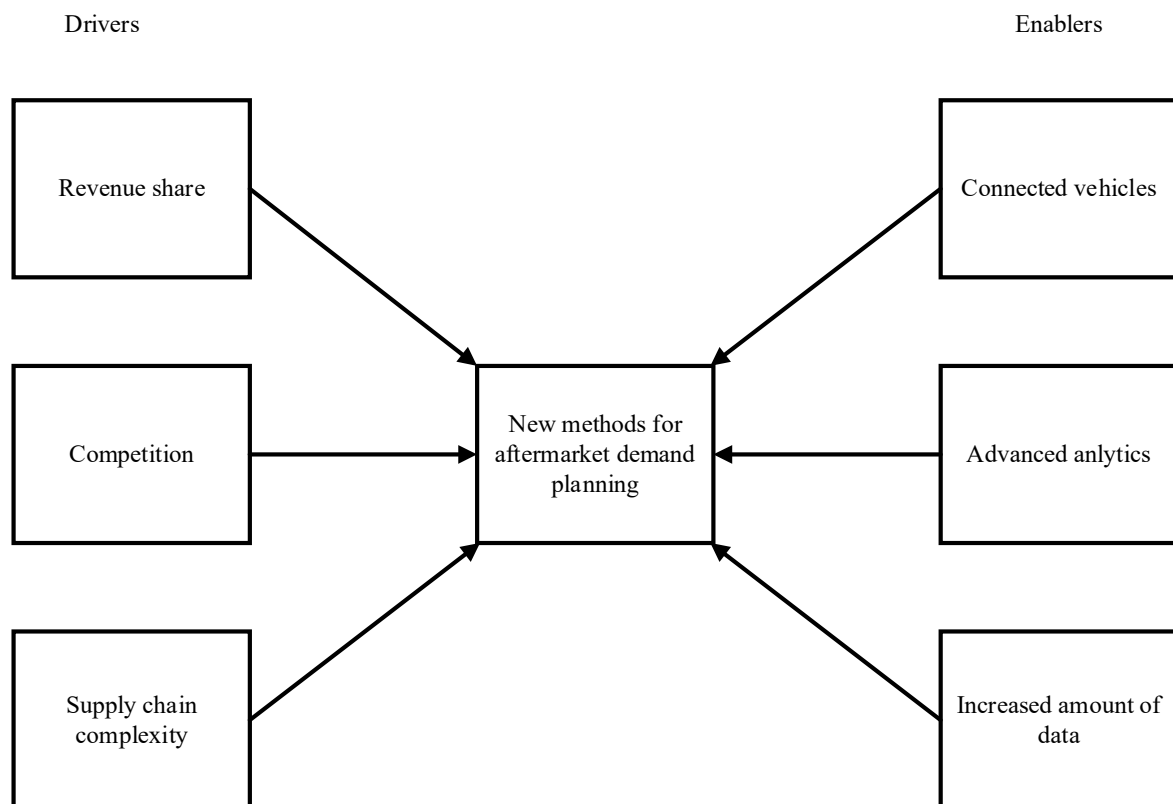 Drivers
Enablers
Revenue share
Connected vehicles
Competition
New methods for
aftermarket demand
planning
Advanced anlytics
Supply chain
complexity
Increased amount of
data